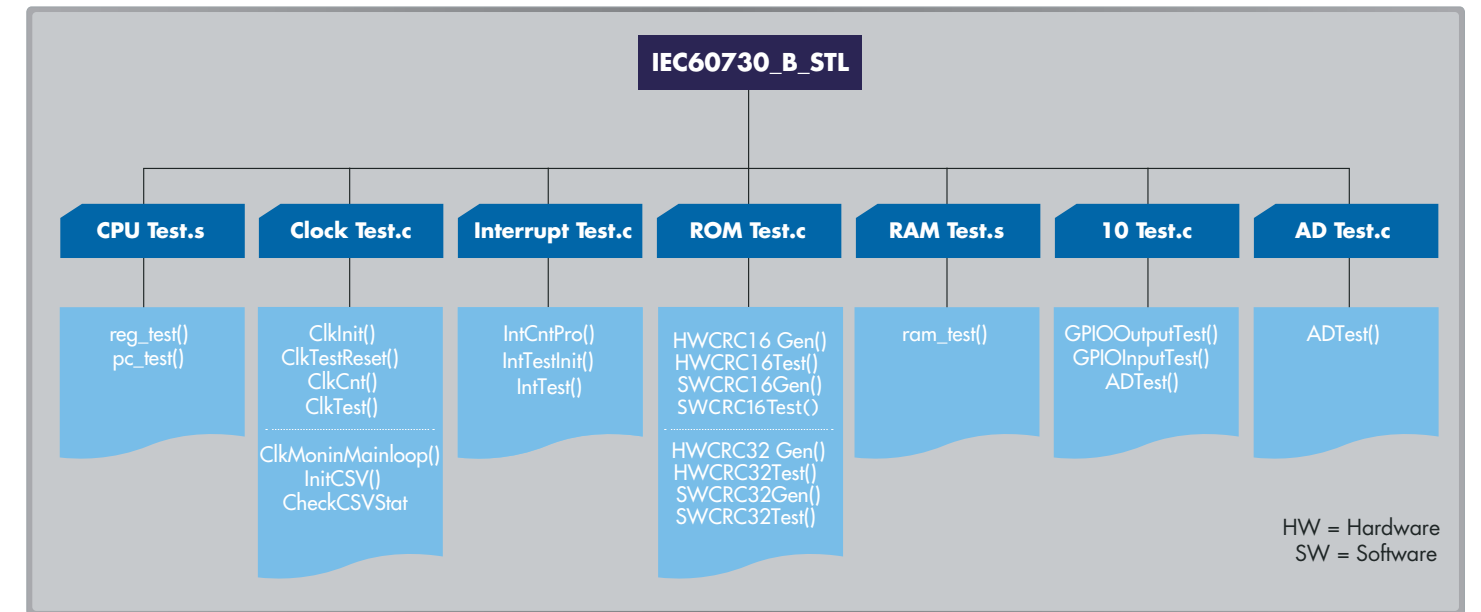 IEC60730_B_STL
CPU Test.s
Clock Test.c
Interrupt Test.c
ROM Test.c
RAM Test.s
10 Test.c
AD Test.c
reg_test()
pc_test()
ClkInit()
ClkTestReset()
ClkCnt()
ClkTest()
ClkMoninMainloop()
InitCSV()
CheckCSVStat
IntCntPro()
IntTestInit()
IntTest()
HWCRC16 Gen()
HWCRC16Test()
SWCRC16Gen()
SWCRC16Test()
HWCRC32 Gen()
HWCRC32Test()
SWCRC32Gen()
SWCRC32Test()
ram_test()
GPIOOutputTest()
GPIOInputTest()
ADTest()
ADTest()
HW = Hardware
SW = Software